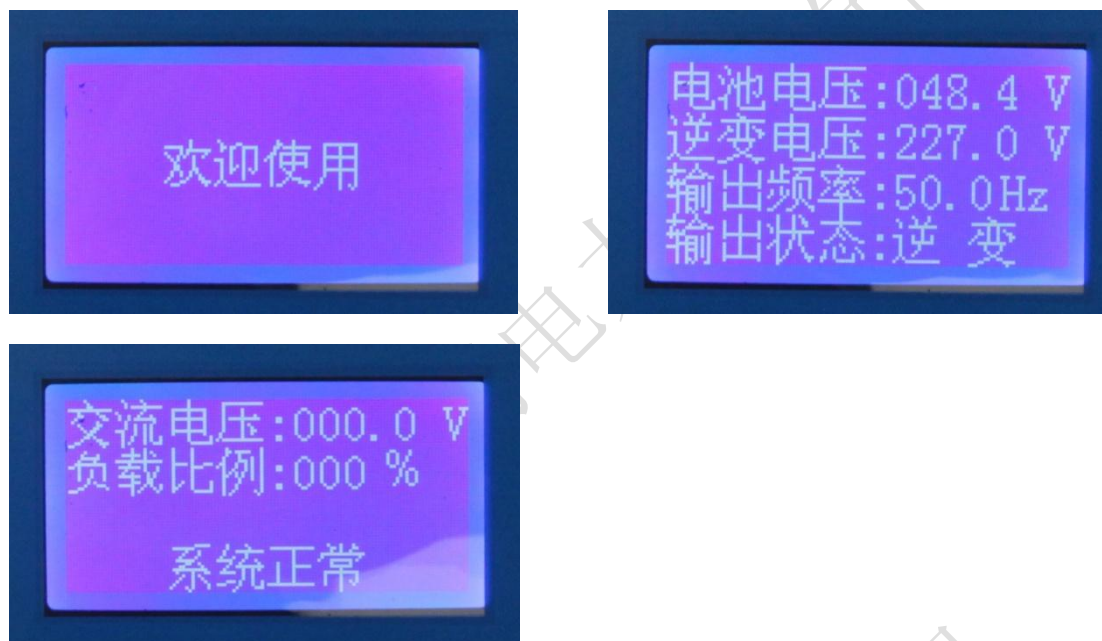 欢迎使用
电池电压:048.4 V
逆变电压:227.0 V
输出频率:50.0Hz
输出状态:逆 变
交流电压:000.0 V
负载比例:000 %
系统正常